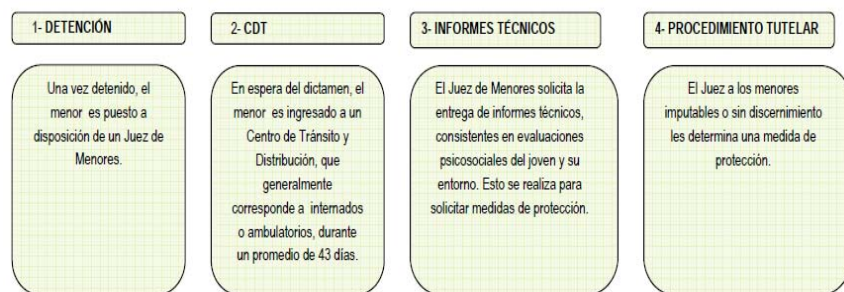 1- DETENCIÓN
Una vez detenido, el
menor es puesto a
disposición de un Juez de
Menores.
2- CDT
En espera del dictamen, el
menor es ingresado a un
Centro de Tránsito y
Distribución, que
generalmente
corresponde a internados
o ambulatorios, durante
un promedio de 43 días.
3- INFORMES TÉCNICOS
El Juez de Menores solicita la
entrega de informes técnicos,
consistentes en evaluaciones
psicosociales del joven y su
entorno. Esto se realiza para
solicitar medidas de protección.
4- PROCEDIMIENTO TUTELAR
El Juez a los menores
imputables o sin discernimiento
les determina una medida de
protección.